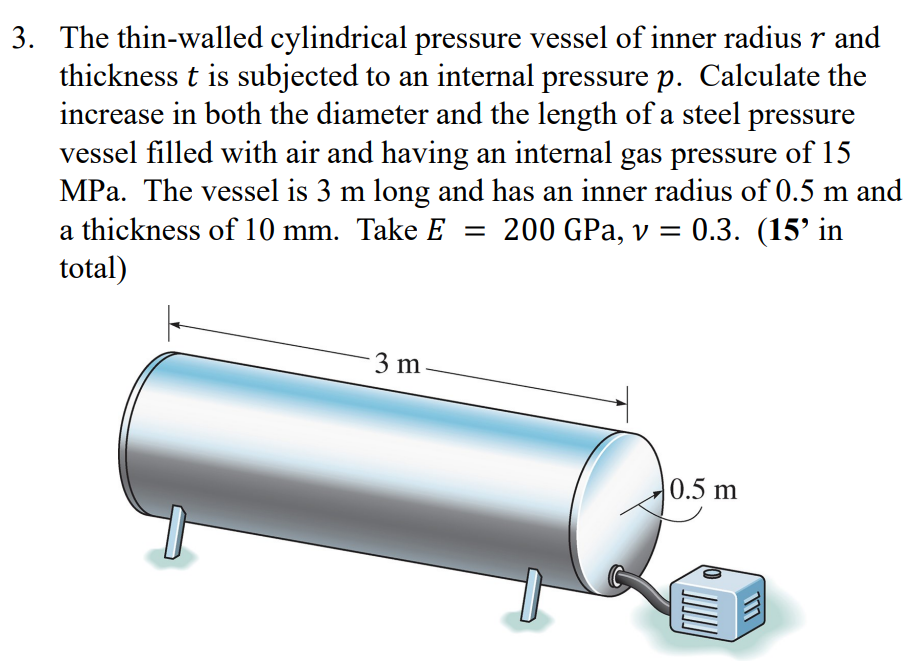 3. The thin-walled cylindrical pressure vessel of inner radius r and
thickness t is subjected to an internal pressure p. Calculate the
increase in both the diameter and the length of a steel pressure
vessel filled with air and having an internal gas pressure of 15
MPa. The vessel is 3 m long and has an inner radius of 0.5 m and
a thickness of 10 mm. Take E = 200 GPa, ν = 0.3. (15’ in
total)
3 m
0.5 m